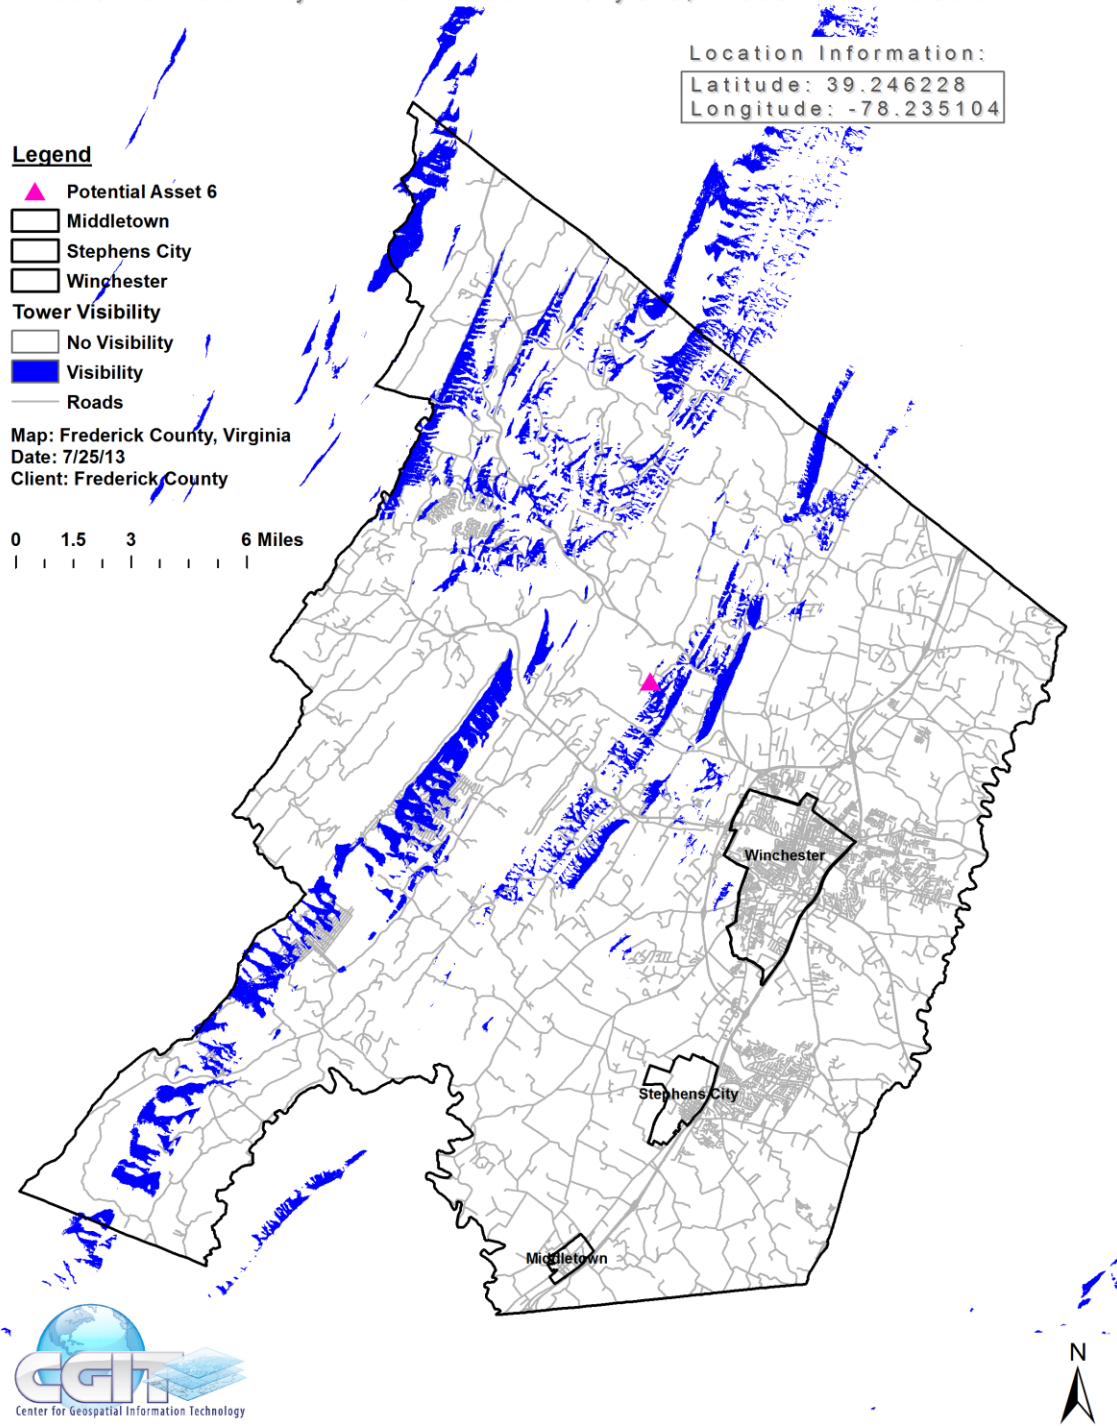 Location Information:
Latitude: 39.246228
Longitude: -78.235104
Legend
Potential Asset 6
Middletown
Stephens City
Winchester
Tower Visibility
No Visibility
Visibility
Roads
Map: Frederick County, Virginia
Date: 7/25/13
Client: Frederick County
0 1.5 3 6 Miles
Winchester
Stephens City
Middletown
CGIT
Center for Geospatial Information Technology
N